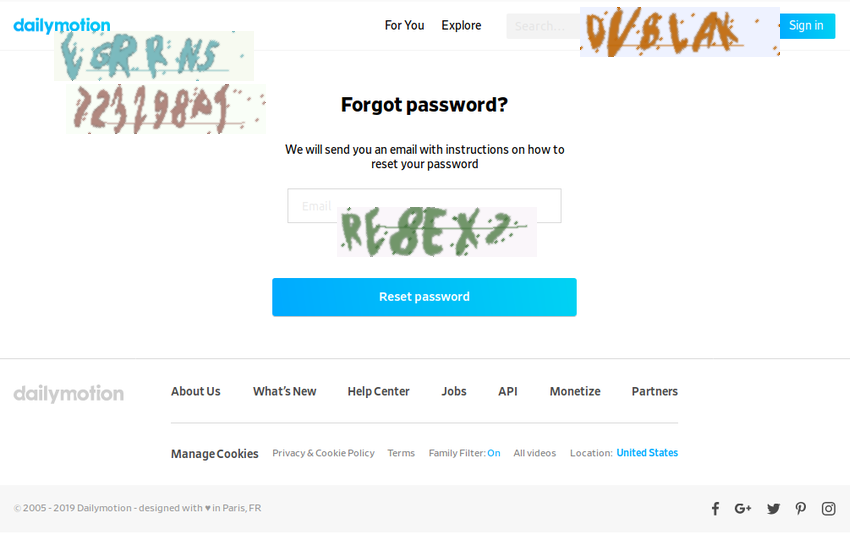 dailymotion
For You
Explore
Search...
Sign in
Forgot password?
We will send you an email with instructions on how to
reset your password
Email
RE8EX2
Reset password
dailymotion
About Us
What's New
Help Center
Jobs
API
Monetize
Partners
Manage Cookies
Privacy & Cookie Policy
Terms
Family Filter: On
All videos
Location: United States
© 2005 - 2019 Dailymotion - designed with ♥ in Paris, FR